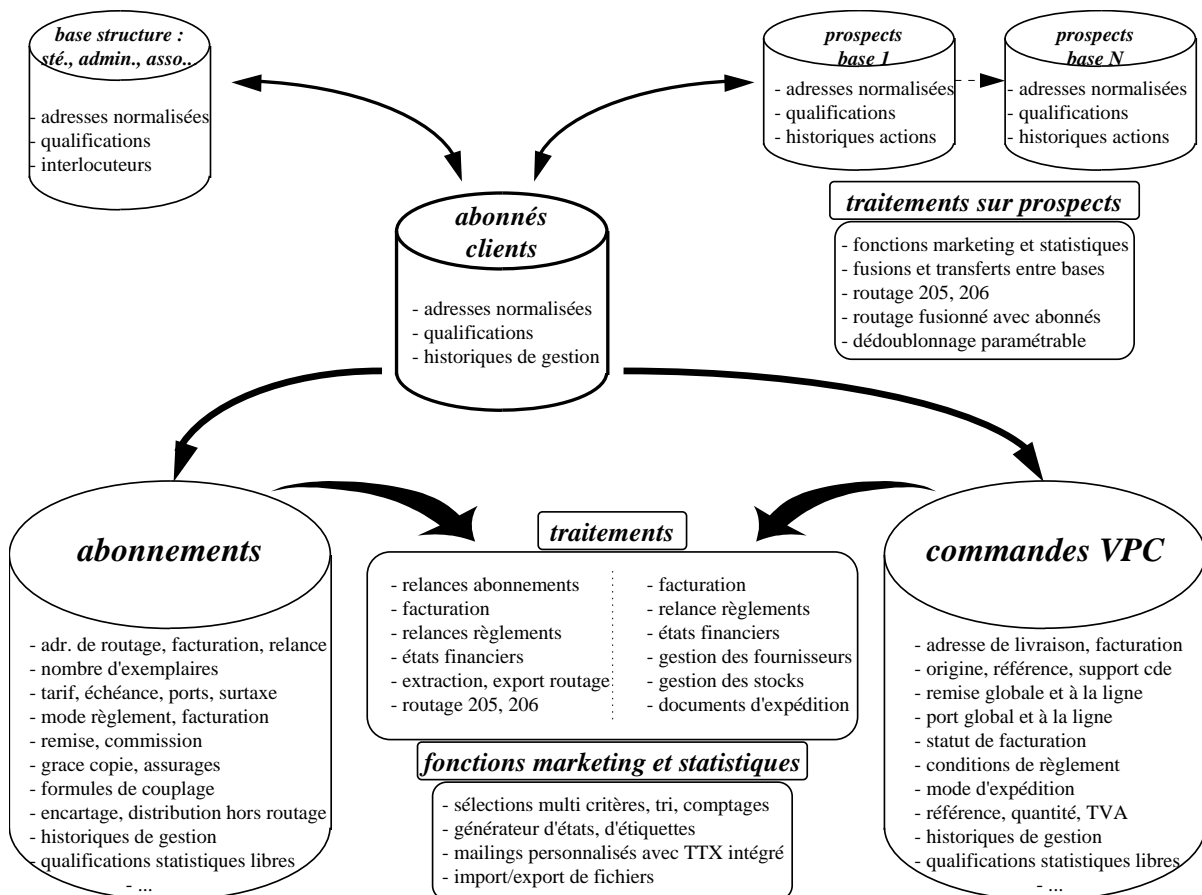 base structure :
sté., admin., asso..
- adresses normalisées
- qualifications
- interlocuteurs
prospects
base 1
- adresses normalisées
- qualifications
- historiques actions
prospects
base N
- adresses normalisées
- qualifications
- historiques actions
abonnés
clients
- adresses normalisées
- qualifications
- historiques de gestion
traitements sur prospects
- fonctions marketing et statistiques
- fusions et transferts entre bases
- routage 205, 206
- routage fusionné avec abonnés
- dédoublonnage paramétrable
abonnements
- adr. de routage, facturation, relance
- nombre d'exemplaires
- tarif, échéance, ports, surtaxe
- mode règlement, facturation
- remise, commission
- grace copie, assurages
- formules de couplage
- encartage, distribution hors routage
- historiques de gestion
- qualifications statistiques libres
- ...
traitements
- relances abonnements
- facturation
- relances règlements
- états financiers
- extraction, export routage
- routage 205, 206
- facturation
- relance règlements
- états financiers
- gestion des fournisseurs
- gestion des stocks
- documents d'expédition
fonctions marketing et statistiques
- sélections multi critères, tri, comptages
- générateur d'états, d'étiquettes
- mailings personnalisés avec TTX intégré
- import/export de fichiers
commandes VPC
- adresse de livraison, facturation
- origine, référence, support cde
- remise globale et à la ligne
- port global et à la ligne
- statut de facturation
- conditions de règlement
- mode d'expédition
- référence, quantité, TVA
- historiques de gestion
- qualifications statistiques libres
- ...